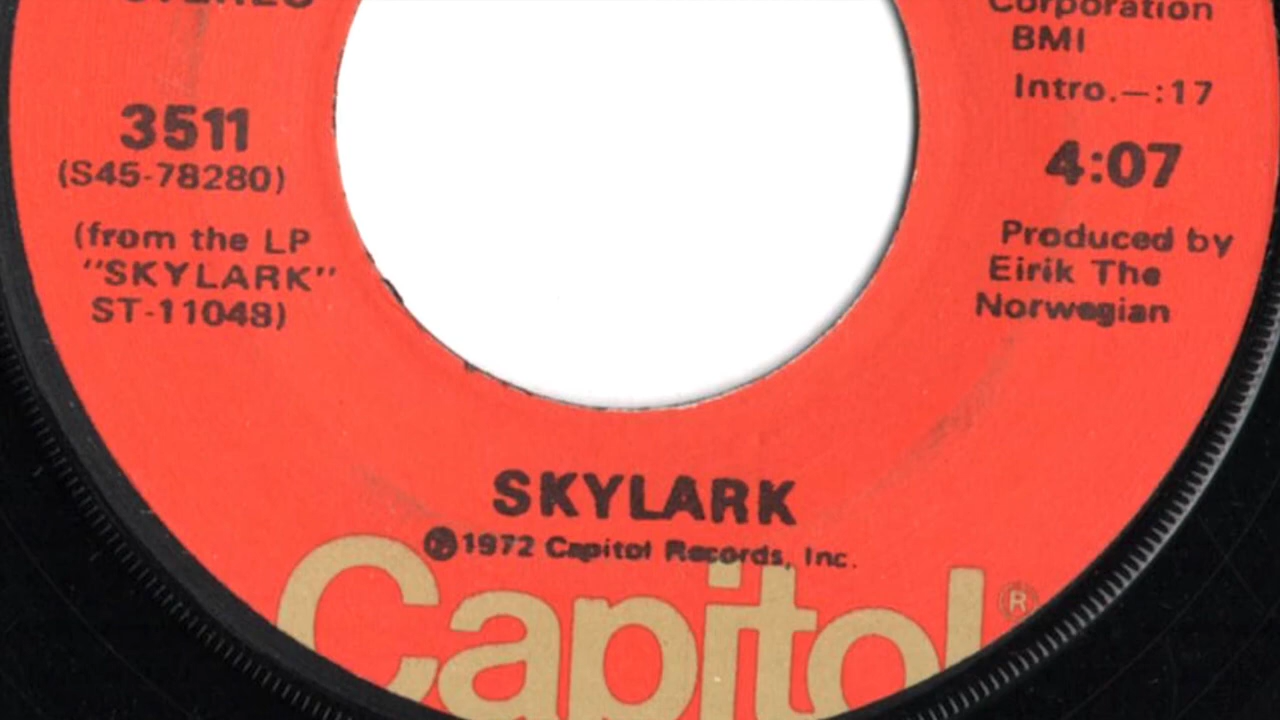 STEREO
3511
(S45-78280)
(from the LP
"SKYLARK"
ST-11048)
Corporation
BMI
Intro.—:17
4:07
Produced by
Eirik The
Norwegian
SKYLARK
℗1972 Capitol Records, Inc.
Capitol®